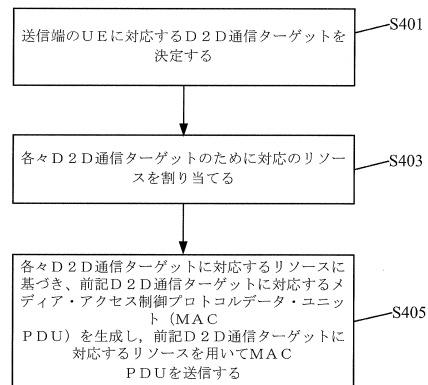 送信端のUEに対応するD2D通信ターゲットを
決定する
S401
各々D2D通信ターゲットのために対応のリソー
スを割り当てる
S403
各々D2D通信ターゲットに対応するリソースに
基づき、前記D2D通信ターゲットに対応するメ
ディア・アクセス制御プロトコルデータ・ユニッ
ト（MAC
PDU）を生成し，前記D2D通信ターゲットに
対応するリソースを用いてMAC
PDUを送信する
S405